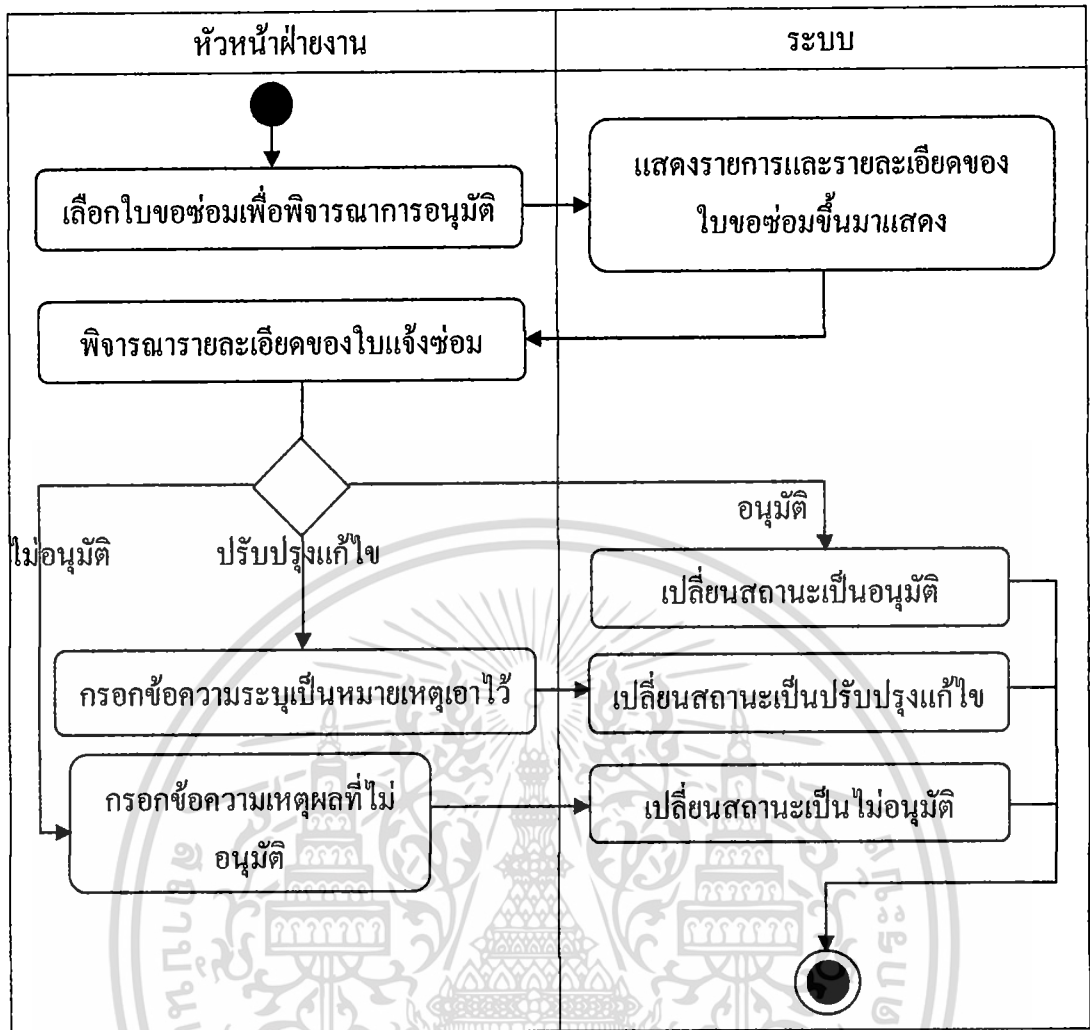 หัวหน้าฝ่ายงาน
ระบบ
เลือกใบขอซ่อมเพื่อพิจารณาการอนุมัติ
แสดงรายการและรายละเอียดของ
ใบขอซ่อมขึ้นมาแสดง
พิจารณารายละเอียดของใบแจ้งซ่อม
ไม่อนุมัติ
ปรับปรุงแก้ไข
อนุมัติ
เปลี่ยนสถานะเป็นอนุมัติ
กรอกข้อความระบุเป็นหมายเหตุเอาไว้
เปลี่ยนสถานะเป็นปรับปรุงแก้ไข
กรอกข้อความเหตุผลที่ไม่
อนุมัติ
เปลี่ยนสถานะเป็นไม่อนุมัติ